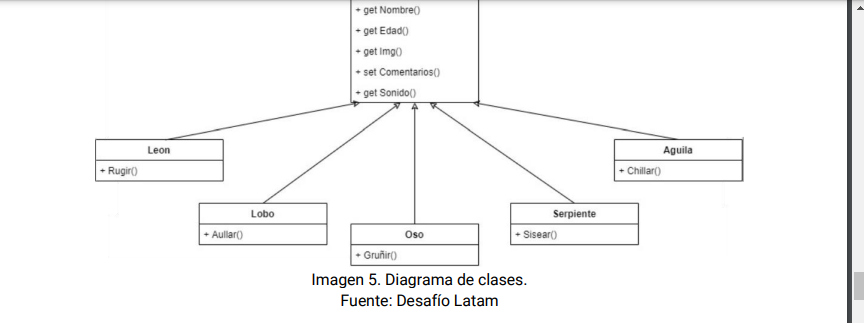 + get Nombre()
+ get Edad()
+ get Img()
+ set Comentarios()
+ get Sonido()
Leon
+ Rugir()
Aguila
+ Chillar()
Lobo
+ Aullar()
Oso
+ Gruñir()
Serpiente
+ Sisear()
Imagen 5. Diagrama de clases.
Fuente: Desafío Latam